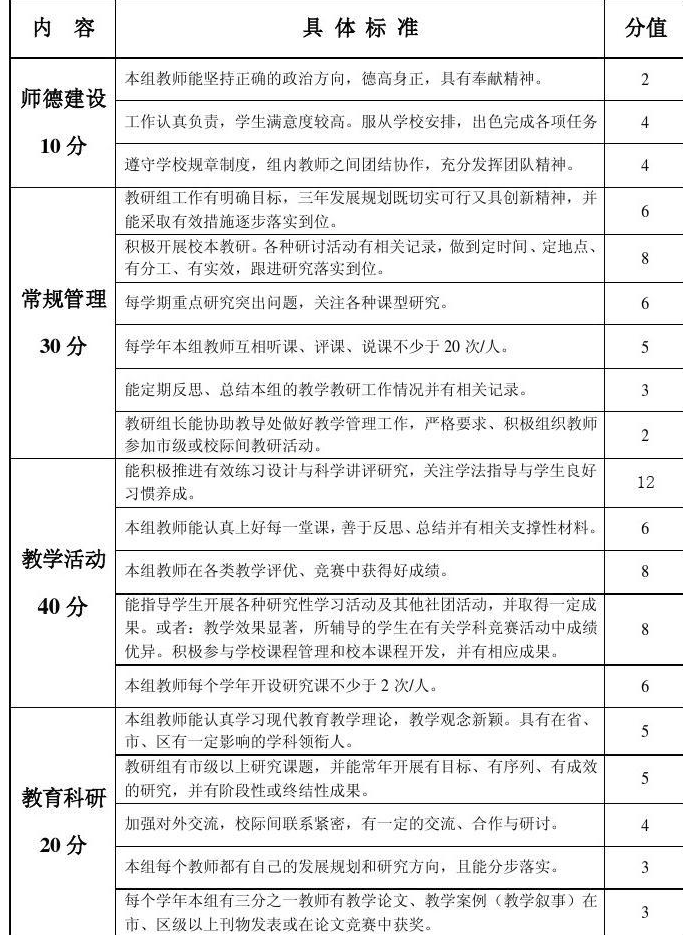 内 容 具 体 标 准 分值
师德建设
10 分
本组教师能坚持正确的政治方向，德高身正，具有奉献精神。 2
工作认真负责，学生满意度较高。服从学校安排，出色完成各项任务 4
遵守学校规章制度，组内教师之间团结协作，充分发挥团队精神。 4
常规管理
30 分
教研组工作有明确目标，三年发展规划既切实可行又具创新精神，并
能采取有效措施逐步落实到位。 6
积极开展校本教研。各种研讨活动有相关记录，做到定时间、定地点、
有分工、有实效，跟进研究落实到位。 8
每学期重点研究突出问题，关注各种课型研究。 6
每学年本组教师互相听课、评课、说课不少于 20 次/人。 5
能定期反思、总结本组的教学教研工作情况并有相关记录。 3
教研组长能协助教导处做好教学管理工作，严格要求、积极组织教师
参加市级或校际间教研活动。 2
教学活动
40 分
能积极推进有效练习设计与科学讲评研究，关注学法指导与学生良好
习惯养成。 12
本组教师能认真上好每一堂课，善于反思、总结并有相关支撑性材料。 6
本组教师在各类教学评优、竞赛中获得好成绩。 8
能指导学生开展各种研究性学习活动及其他社团活动，并取得一定成
果。或者：教学效果显著，所辅导的学生在有关学科竞赛活动中成绩
优异。积极参与学校课程管理和校本课程开发，并有相应成果。 8
本组教师每个学年开设研究课不少于 2 次/人。 6
教育科研
20 分
本组教师能认真学习现代教育教学理论，教学观念新颖。具有在省、
市、区有一定影响的学科领衔人。 5
教研组有市级以上研究课题，并能常年开展有目标、有序列、有成效
的研究，并有阶段性或终结性成果。 5
加强对外交流，校际间联系紧密，有一定的交流、合作与研讨。 4
本组每个教师都有自己的发展规划和研究方向，且能分步落实。 3
每个学年本组有三分之一教师有教学论文、教学案例（教学叙事）在
市、区级以上刊物发表或在论文竞赛中获奖。 3